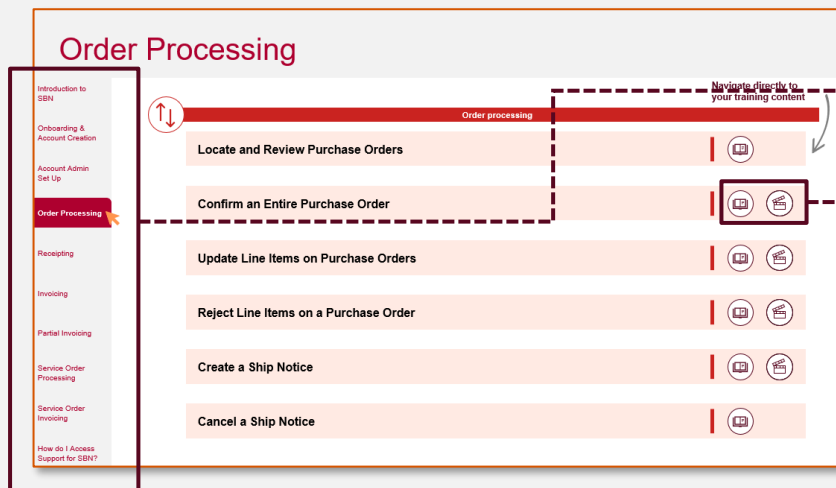 Order Processing
Introduction to
SBN
Onboarding &
Account Creation
Account Admin
Set Up
Order Processing
Receipting
Invoicing
Partial Invoicing
Service Order
Processing
Service Order
Invoicing
How do I Access
Support for SBN?
Navigate directly to
your training content
Order processing
Locate and Review Purchase Orders
Confirm an Entire Purchase Order
Update Line Items on Purchase Orders
Reject Line Items on a Purchase Order
Create a Ship Notice
Cancel a Ship Notice